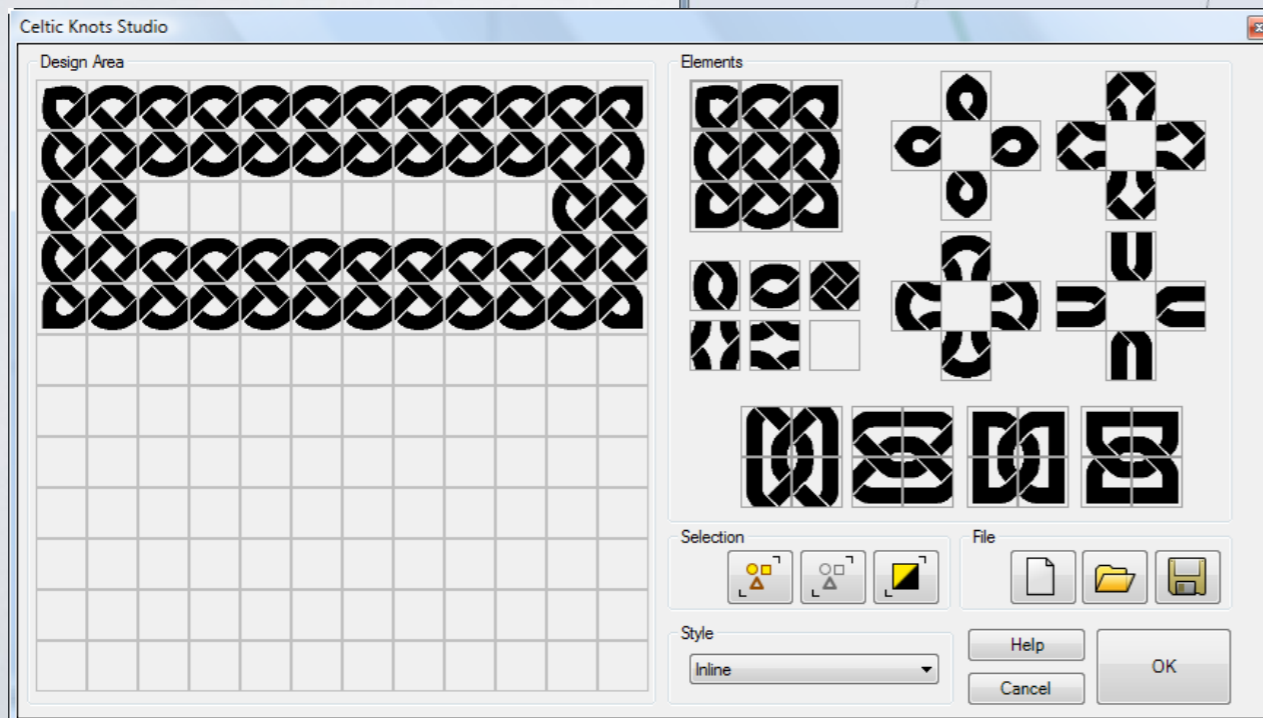 Celtic Knots Studio
Design Area
Elements
Selection
File
Style
Inline
Help
Cancel
OK